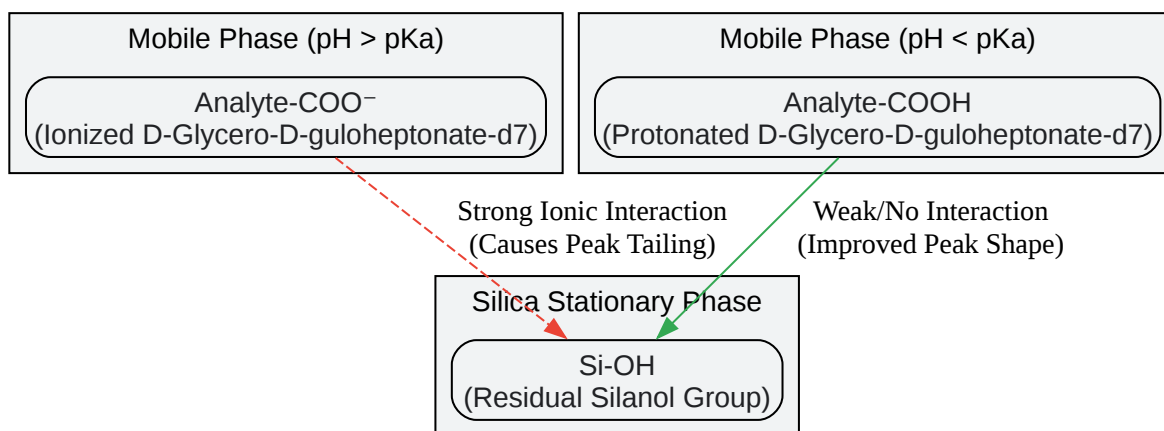 Mobile Phase (pH > pKa)
Analyte-COO⁻
(Ionized D-Glycero-D-guloheptonate-d7)
Mobile Phase (pH < pKa)
Analyte-COOH
(Protonated D-Glycero-D-guloheptonate-d7)
Strong Ionic Interaction
(Causes Peak Tailing)
Weak/No Interaction
(Improved Peak Shape)
Silica Stationary Phase
Si-OH
(Residual Silanol Group)